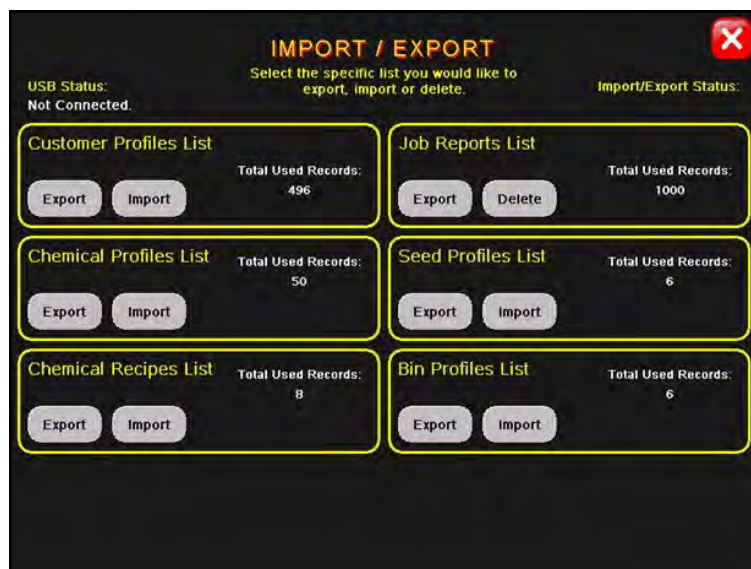 IMPORT / EXPORT
Select the specific list you would like to
export, import or delete.
USB Status:
Not Connected.
Import/Export Status:
Customer Profiles List
Total Used Records:
496
Export
Import
Job Reports List
Total Used Records:
1000
Export
Delete
Chemical Profiles List
Total Used Records:
50
Export
Import
Seed Profiles List
Total Used Records:
6
Export
Import
Chemical Recipes List
Total Used Records:
8
Export
Import
Bin Profiles List
Total Used Records:
6
Export
Import